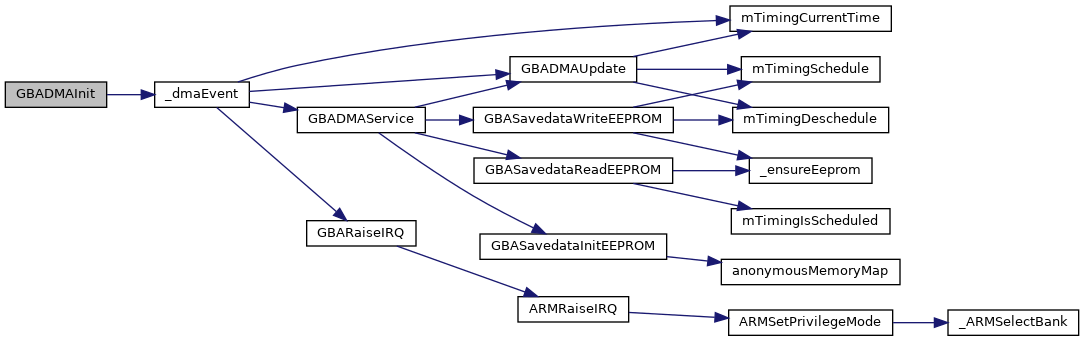 GBADMAInit
_dmaEvent
mTimingCurrentTime
GBADMAUpdate
mTimingSchedule
GBADMAService
GBASavedataWriteEEPROM
mTimingDeschedule
GBASavedataReadEEPROM
_ensureEeprom
mTimingIsScheduled
GBARaiseIRQ
GBASavedataInitEEPROM
anonymousMemoryMap
ARMRaiseIRQ
ARMSetPrivilegeMode
_ARMSelectBank